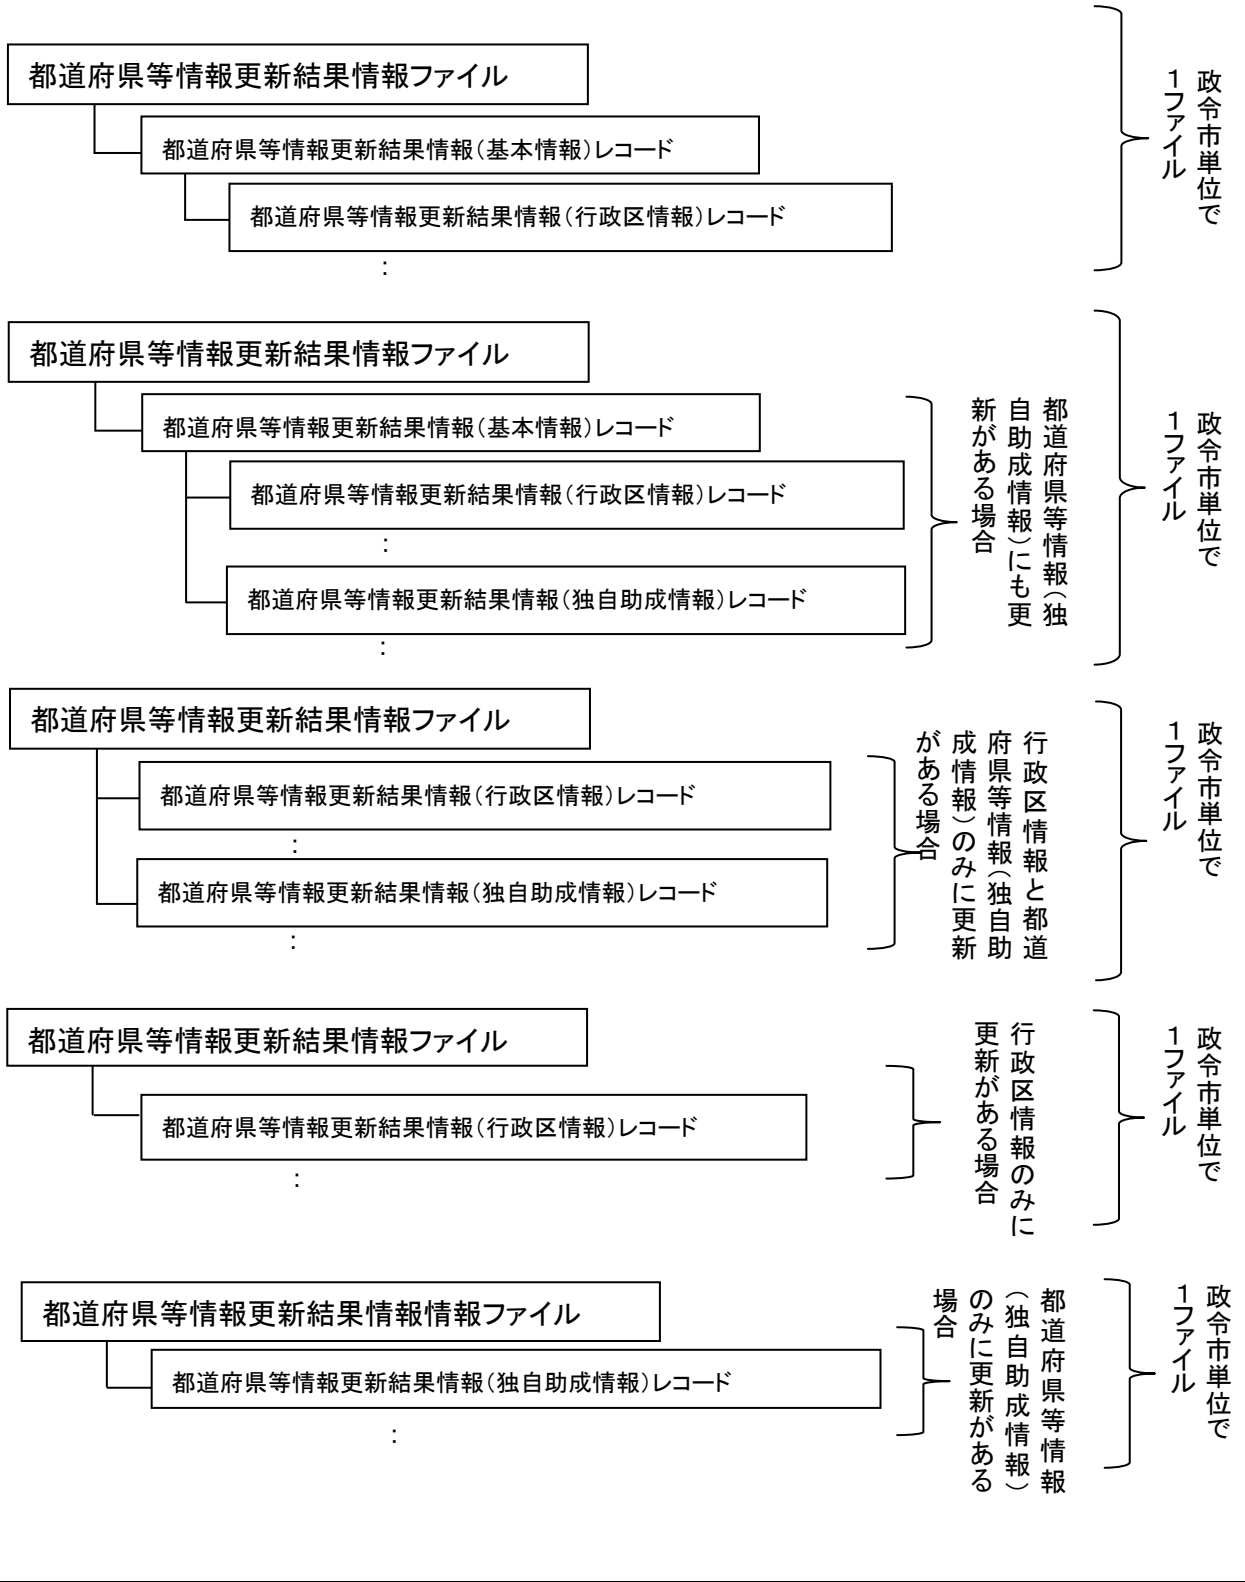 都道府県等情報更新結果情報ファイル
都道府県等情報更新結果情報（基本情報）レコード
都道府県等情報更新結果情報（行政区情報）レコード
：
政令市単位で
１ファイル
都道府県等情報更新結果情報ファイル
都道府県等情報更新結果情報（基本情報）レコード
都道府県等情報更新結果情報（行政区情報）レコード
：
都道府県等情報更新結果情報（独自助成情報）レコード
：
都道府県等情報（独
自助成情報）にも更
新がある場合
政令市単位で
１ファイル
都道府県等情報更新結果情報ファイル
都道府県等情報更新結果情報（行政区情報）レコード
：
都道府県等情報更新結果情報（独自助成情報）レコード
：
行政区情報と都道
府県等情報（独自助
成情報）のみに更新
がある場合
政令市単位で
１ファイル
都道府県等情報更新結果情報ファイル
都道府県等情報更新結果情報（行政区情報）レコード
：
行政区情報のみに
更新がある場合
政令市単位で
１ファイル
都道府県等情報更新結果情報情報ファイル
都道府県等情報更新結果情報（独自助成情報）レコード
：
都道府県等情報
（独自助成情報）
のみに更新がある
場合
政令市単位で
１ファイル